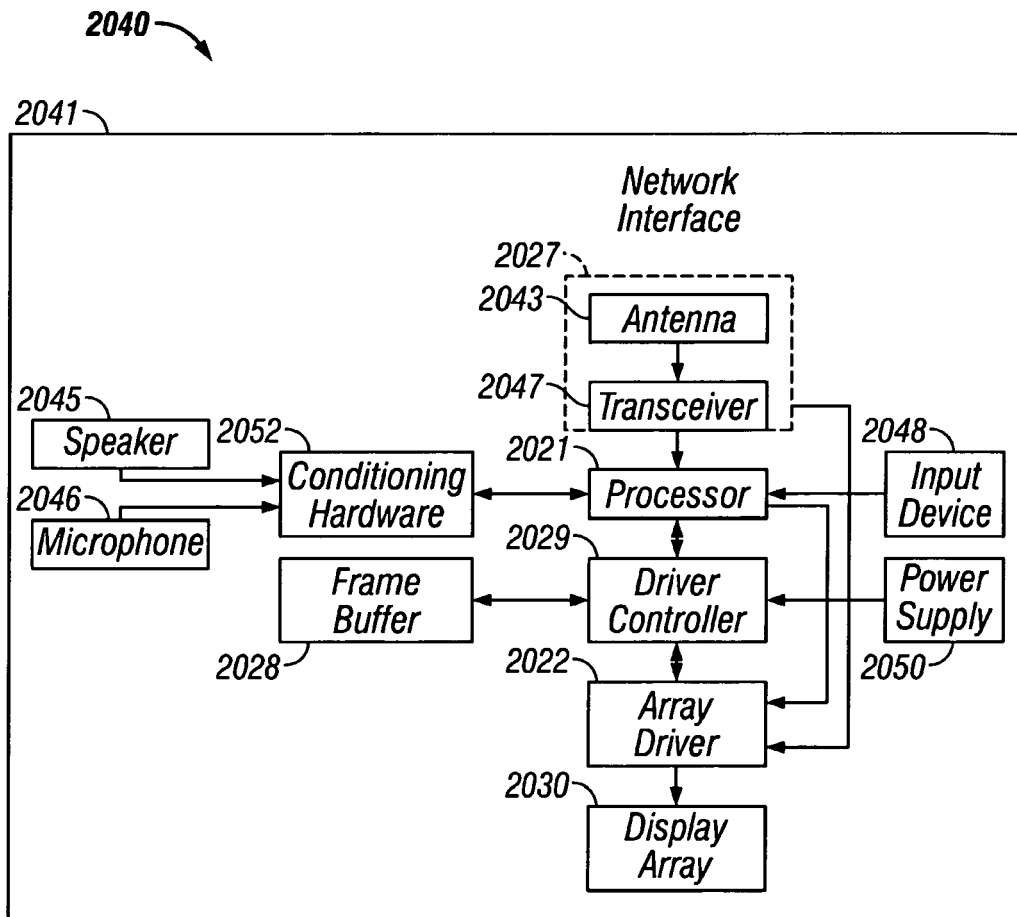 2040
2041
Network
Interface
2027
2043
Antenna
2047
Transceiver
2045
Speaker
2052
Conditioning
Hardware
2046
Microphone
2021
Processor
2048
Input
Device
2029
Driver
Controller
Frame
Buffer
2028
Power
Supply
2050
2022
Array
Driver
2030
Display
Array